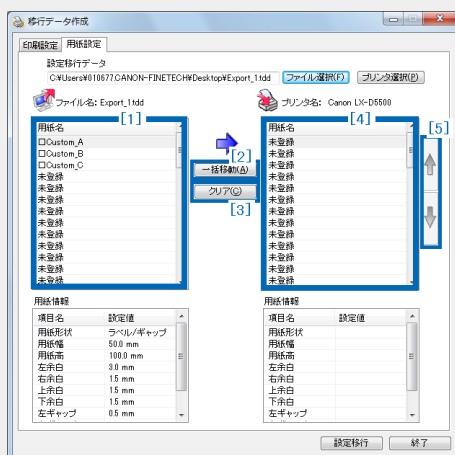 移行データ作成
印刷設定 用紙設定
設定移行データ
C:¥Users¥010677.CANON-FINETECH¥Desktop¥Export_1.tdd ファイル選択(F) プリンタ選択(P)
ファイル名: Export_1.tdd プリンタ名: Canon LX-D5500
[1] [4]
用紙名 用紙名
[5]
□Custom_A 未登録
□Custom_B 未登録
[2]
□Custom_C 未登録
未登録 一括移動(A) 未登録
未登録 未登録
未登録 クリア(C) 未登録
未登録 未登録
[3]
未登録 未登録
未登録 未登録
未登録 未登録
未登録 未登録
未登録 未登録
未登録 未登録
用紙情報 用紙情報
項目名 設定値 項目名 設定値
用紙形状 ラベル/ギャップ 用紙形状
用紙幅 50.0 mm 用紙幅
用紙高 100.0 mm 用紙高
左余白 3.0 mm 左余白
右余白 1.5 mm 右余白
上余白 1.5 mm 上余白
下余白 1.5 mm 下余白
左ギャップ 0.5 mm 左ギャップ
設定移行 終了